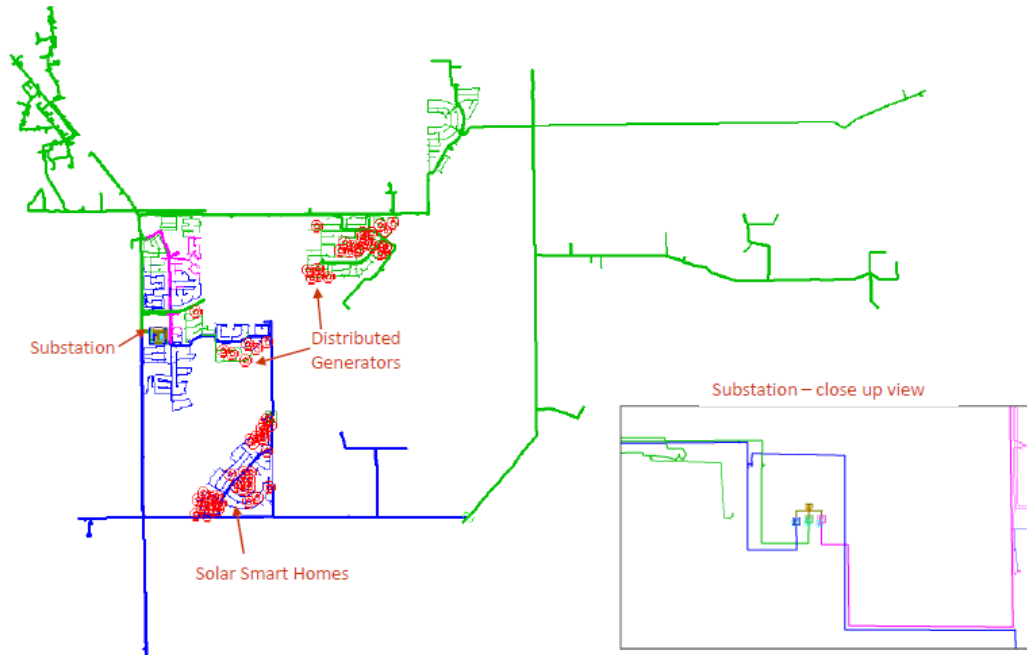 Substation
Distributed
Generators
Substation – close up view
Solar Smart Homes